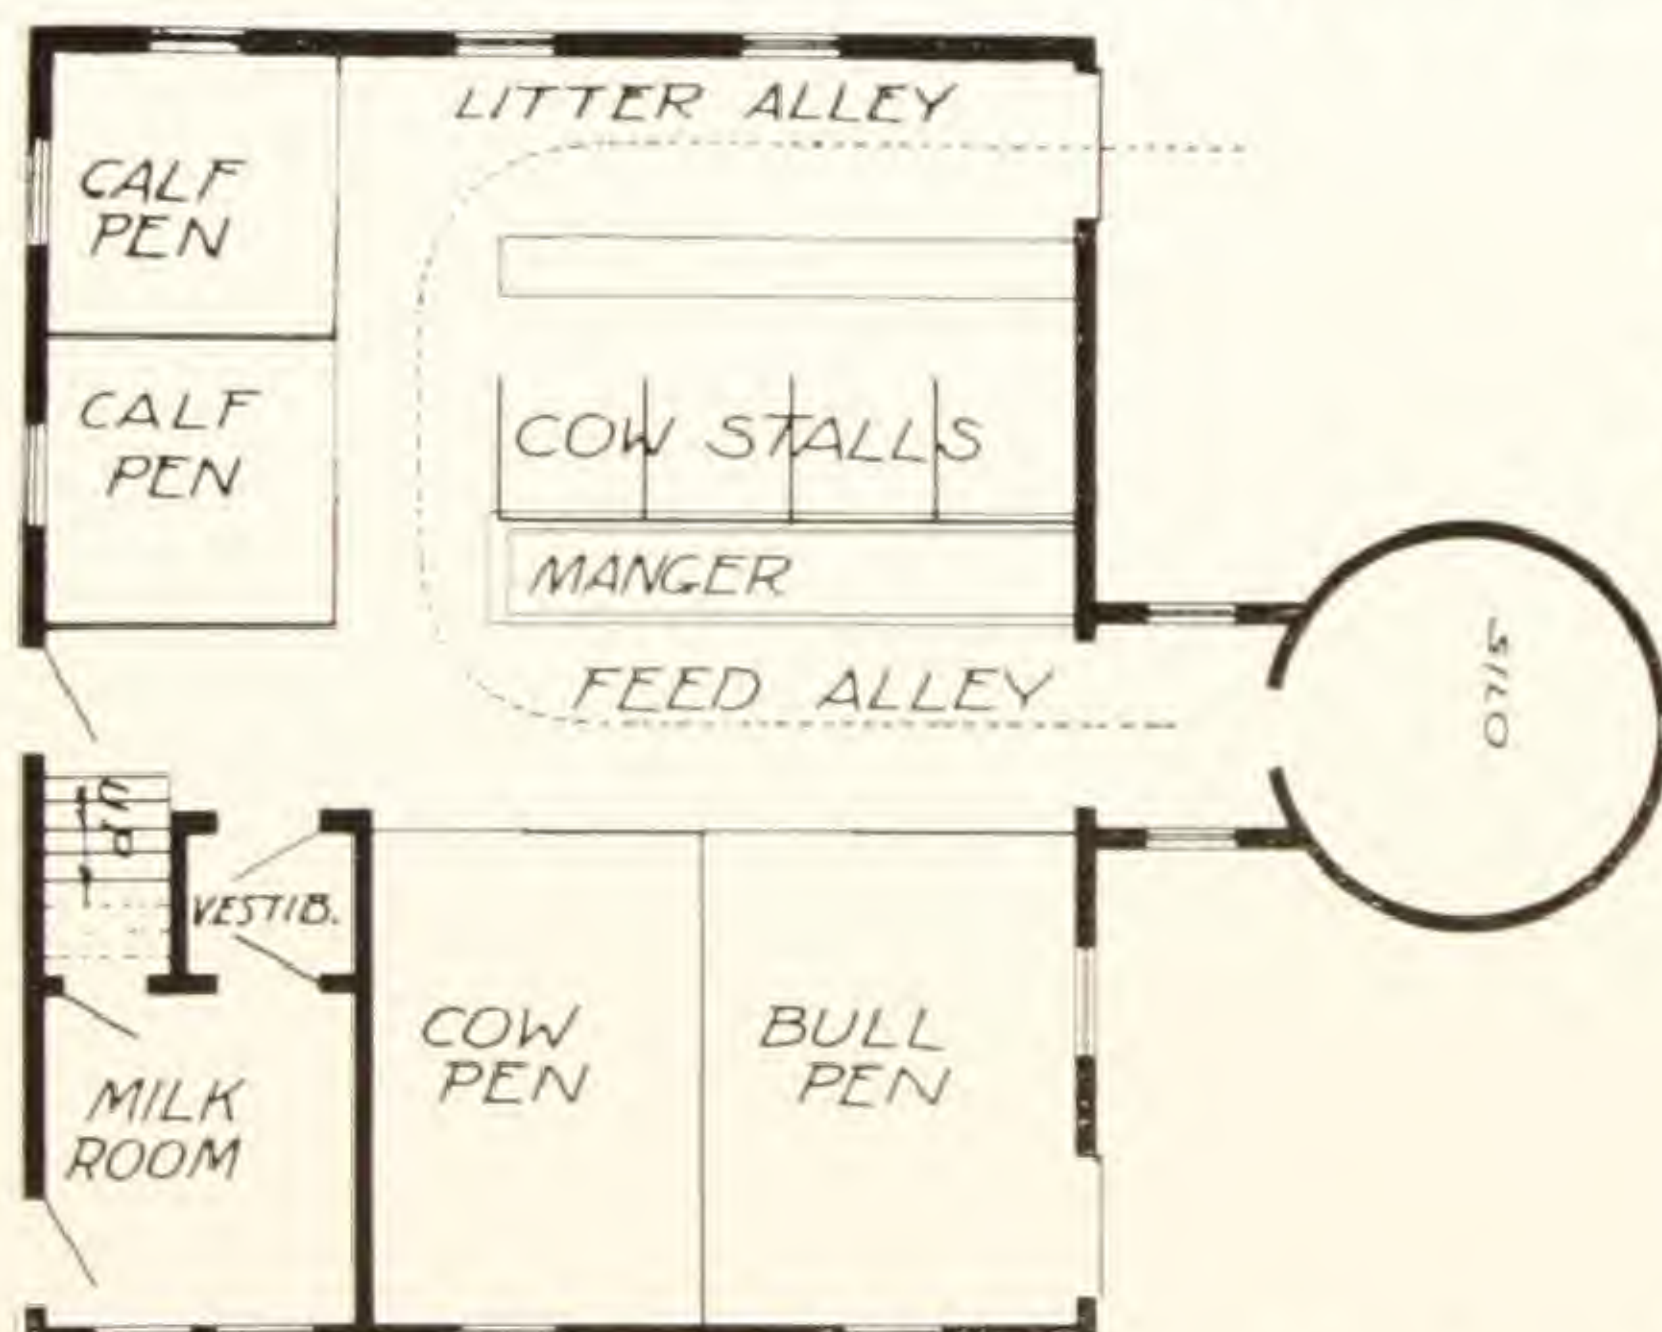 LITTER ALLEY
CALF
PEN
CALF
PEN
COW STALLS
MANGER
FEED ALLEY
SILO
UP
VESTIB.
COW
PEN
BULL
PEN
MILK
ROOM